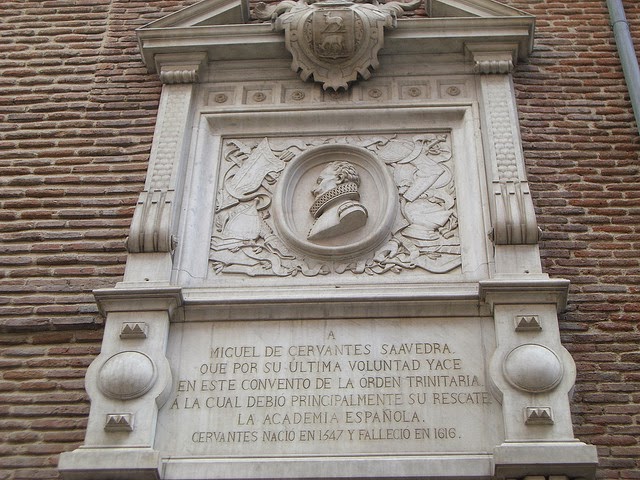 A
MIGUEL DE CERVANTES SAAVEDRA.
QUE POR SU ÚLTIMA VOLUNTAD YACE
EN ESTE CONVENTO DE LA ORDEN TRINITARIA
A LA CUAL DEBIÓ PRINCIPALMENTE SU RESCATE
LA ACADEMIA ESPAÑOLA.
CERVANTES NACIÓ EN 1547 Y FALLECIÓ EN 1616.